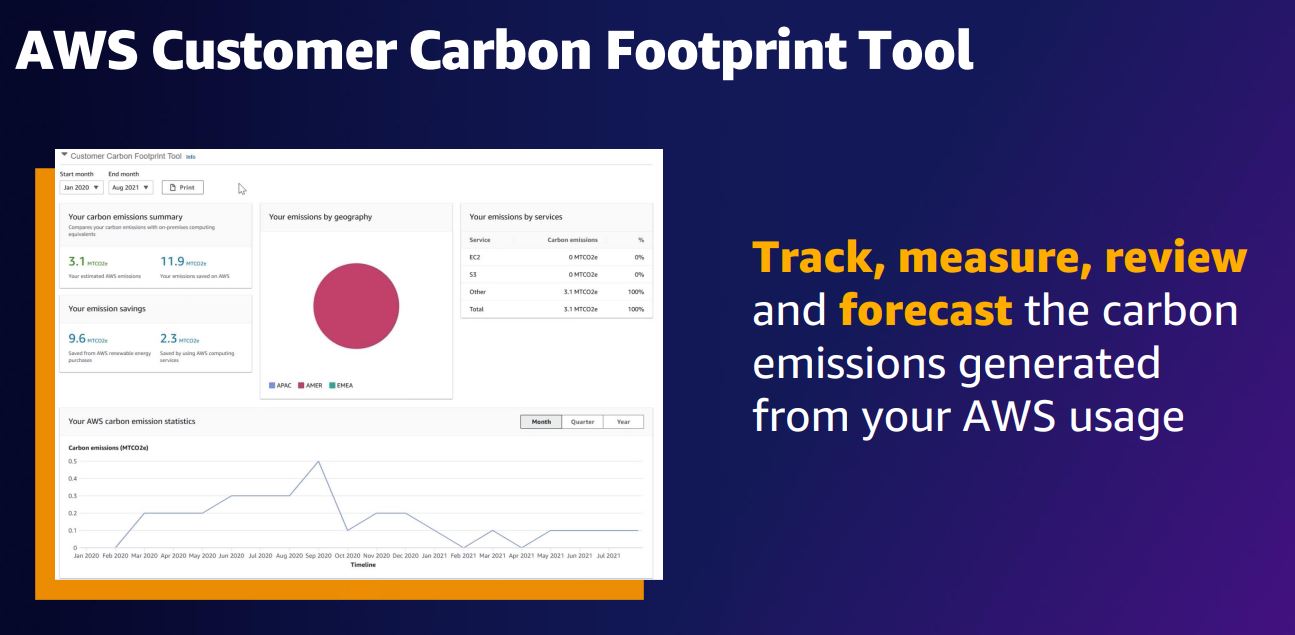 AWS Customer Carbon Footprint Tool
Customer Carbon Footprint Tool Info
Start month
End month
Jan 2020
Aug 2021
Print
Your carbon emissions summary
Compares your carbon emissions with on-premises computing
equivalents
3.1 MTCO2e
11.9 MTCO2e
Your estimated AWS emissions
Your emissions saved on AWS
Your emission savings
9.6 MTCO2e
2.3 MTCO2e
Saved from AWS renewable energy
purchases
Saved by using AWS computing
services
Your emissions by geography
APAC AMER EMEA
Your emissions by services
Service Carbon emissions %
EC2 0 MTCO2e 0%
S3 0 MTCO2e 0%
Other 3.1 MTCO2e 100%
Total 3.1 MTCO2e 100%
Your AWS carbon emission statistics
Month Quarter Year
Carbon emissions (MTCO2e)
0.5
0.4
0.3
0.2
0.1
0
Jan 2020 Feb 2020 Mar 2020 Apr 2020 May 2020 Jun 2020 Jul 2020 Aug 2020 Sep 2020 Oct 2020 Nov 2020 Dec 2020 Jan 2021 Feb 2021 Mar 2021 Apr 2021 May 2021 Jun 2021 Jul 2021
Timeline
Track, measure, review
and forecast the carbon
emissions generated
from your AWS usage